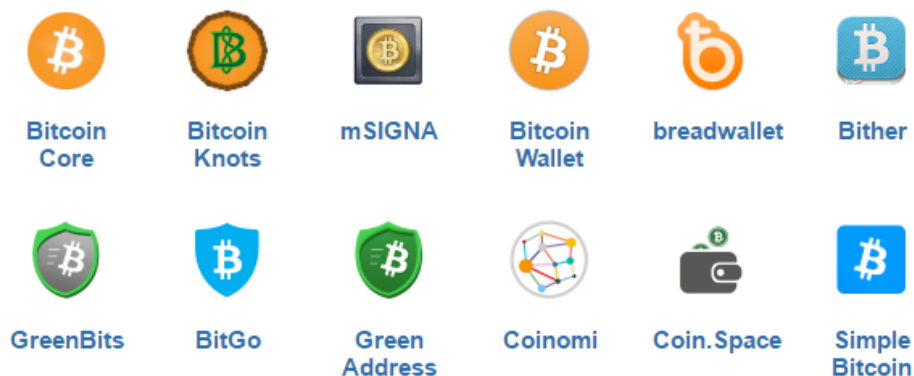 Bitcoin Core
Bitcoin Knots
mSIGNA
Bitcoin Wallet
breadwallet
Bither
GreenBits
BitGo
Green Address
Coinomi
Coin.Space
Simple Bitcoin